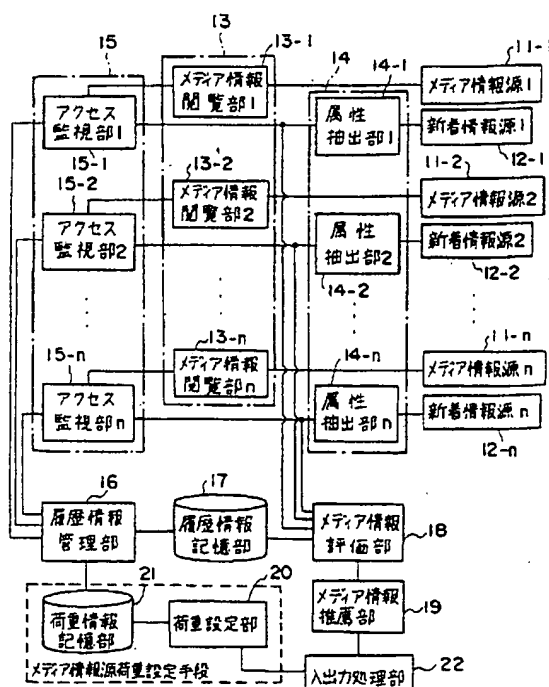 15
13
13-1
14
14-1
11-1
メディア情報
閲覧部1
メディア情報源1
アクセス
監視部1
属性
抽出部1
新着情報源1
15-1
12-1
15-2
13-2
11-2
メディア情報
閲覧部2
メディア情報源2
アクセス
監視部2
属性
抽出部2
新着情報源2
14-2
12-2
15-n
13-n
14-n
11-n
メディア情報
閲覧部n
メディア情報源n
アクセス
監視部n
属性
抽出部n
新着情報源n
12-n
16
17
履歴情報
管理部
履歴情報
記憶部
メディア情報
評価部
18
21
20
荷重情報
記憶部
荷重設定部
メディア情報
推薦部
19
メディア情報源荷重設定手段
入出力処理部
22